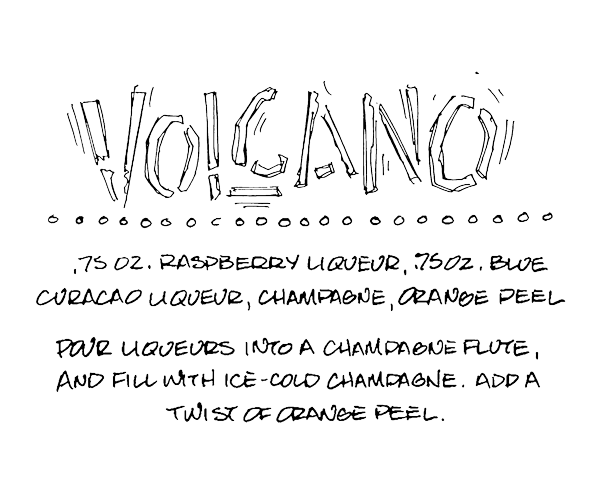 VOLCANO
.75 OZ. RASPBERRY LIQUEUR, .75 OZ. BLUE
CURACAO LIQUEUR, CHAMPAGNE, ORANGE PEEL
POUR LIQUEURS INTO A CHAMPAGNE FLUTE,
AND FILL WITH ICE-COLD CHAMPAGNE. ADD A
TWIST OF ORANGE PEEL.